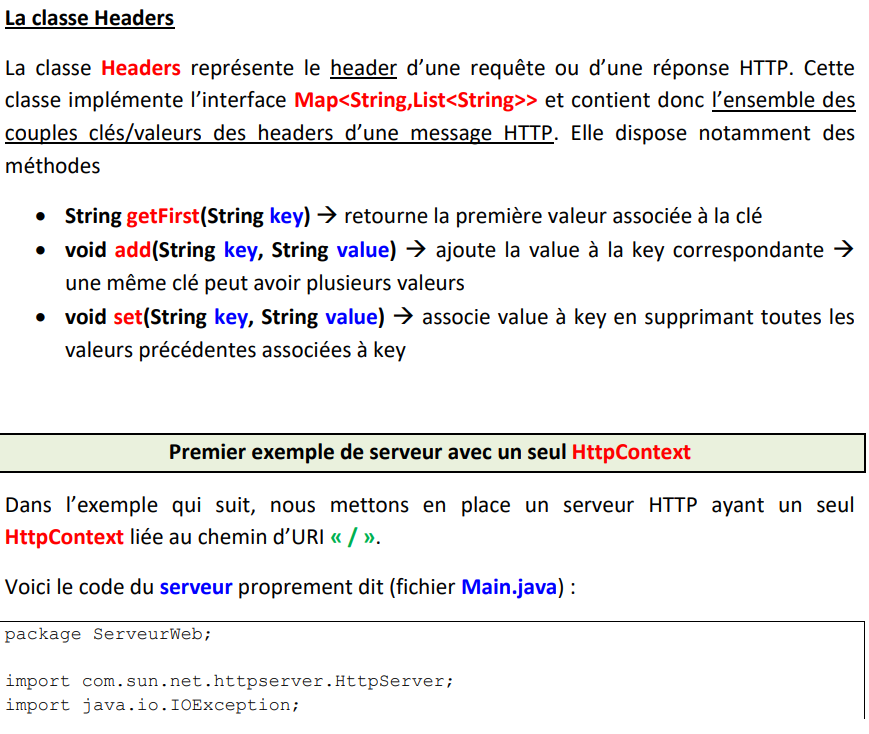 La classe Headers
La classe Headers représente le header d’une requête ou d’une réponse HTTP. Cette
classe implémente l’interface Map<String,List<String>> et contient donc l’ensemble des
couples clés/valeurs des headers d’une message HTTP. Elle dispose notamment des
méthodes
• String getFirst(String key) → retourne la première valeur associée à la clé
• void add(String key, String value) → ajoute la value à la key correspondante →
une même clé peut avoir plusieurs valeurs
• void set(String key, String value) → associe value à key en supprimant toutes les
valeurs précédentes associées à key
Premier exemple de serveur avec un seul HttpContext
Dans l’exemple qui suit, nous mettons en place un serveur HTTP ayant un seul
HttpContext liée au chemin d’URI « / ».
Voici le code du serveur proprement dit (fichier Main.java) :
package ServeurWeb;
import com.sun.net.httpserver.HttpServer;
import java.io.IOException;